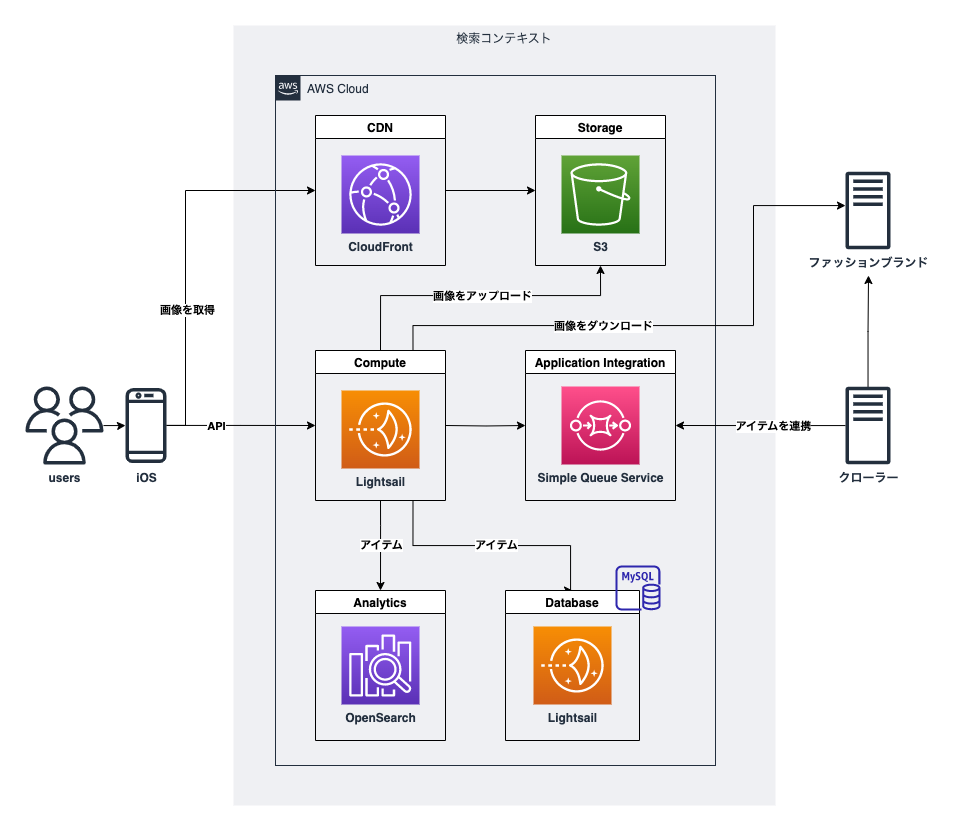 検索コンテキスト
aws
AWS Cloud
CDN
CloudFront
Storage
S3
ファッションブランド
画像をアップロード
画像を取得
画像をダウンロード
Compute
Lightsail
Application Integration
Simple Queue Service
users
iOS
API
アイテムを連携
クローラー
アイテム
アイテム
MySQL
Analytics
OpenSearch
Database
Lightsail